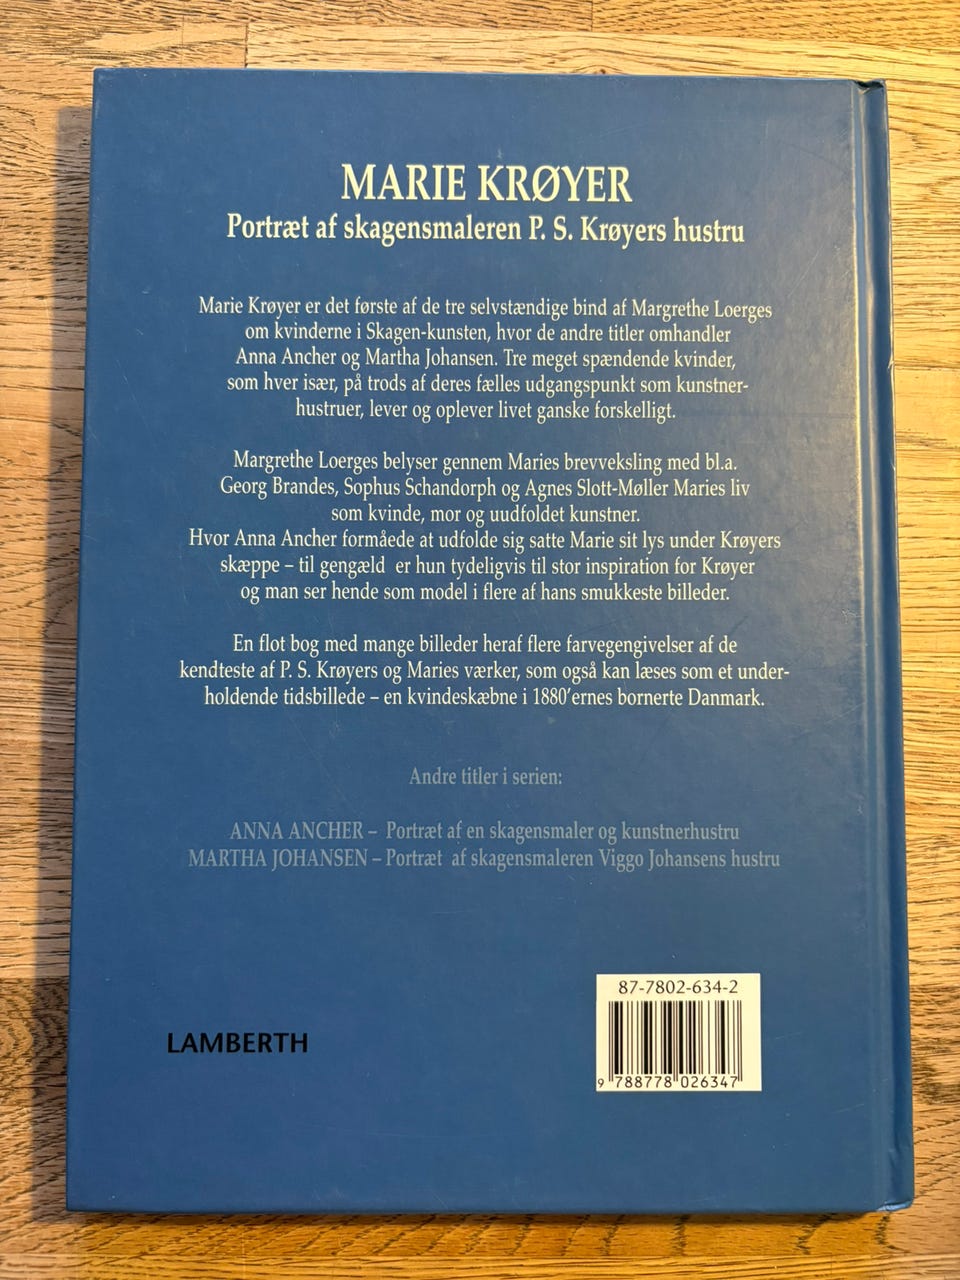 MARIE KRØYER
Portræt af skagensmaleren P. S. Krøyers hustru
Marie Krøyer er det første af de tre selvstændige bind af Margrethe Loerges
om kvinderne i Skagen-kunsten, hvor de andre titler omhandler
Anna Ancher og Martha Johansen. Tre meget spændende kvinder,
som hver især, på trods af deres fælles udgangspunkt som kunstner-
hustruer, lever og oplever livet ganske forskelligt.
Margrethe Loerges belyser gennem Maries brevveksling med bl.a.
Georg Brandes, Sophus Schandorph og Agnes Slott-Møller Maries liv
som kvinde, mor og uudfoldet kunstner.
Hvor Anna Ancher formåede at udfolde sig satte Marie sit lys under Krøyers
skæppe – til gengæld er hun tydeligvis til stor inspiration for Krøyer
og man ser hende som model i flere af hans smukkeste billeder.
En flot bog med mange billeder heraf flere farvegengivelser af de
kendteste af P. S. Krøyers og Maries værker, som også kan læses som et under-
holdende tidsbillede – en kvindeskæbne i 1880'ernes bornerte Danmark.
Andre titler i serien:
ANNA ANCHER – Portræt af en skagensmaler og kunstnerhustru
MARTHA JOHANSEN – Portræt af skagensmaleren Viggo Johansens hustru
87-7802-634-2
LAMBERTH
9 788778 026347